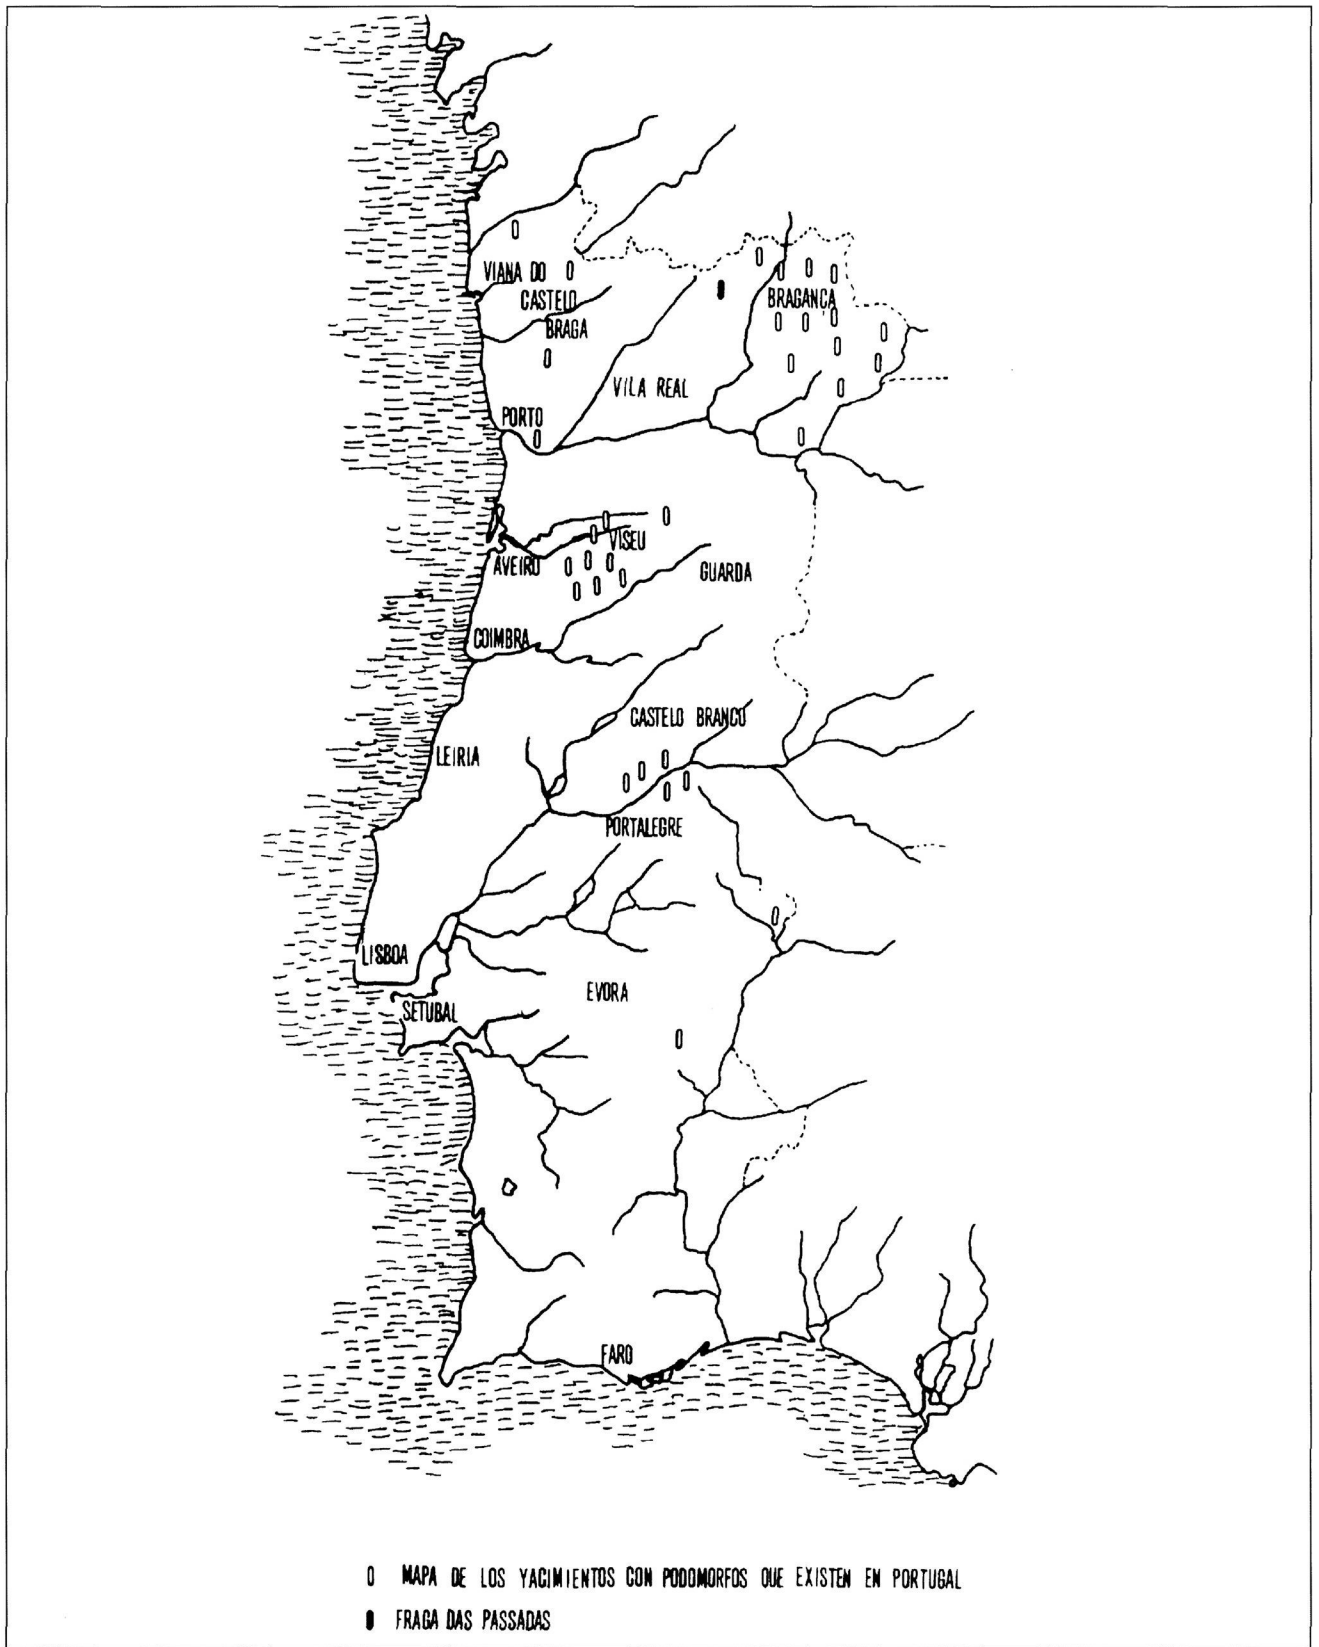 VIANA DO
CASTELO
BRAGA
BRAGANCA
VILA REAL
PORTO
VISEU
AVEIRO
GUARDA
COIMBRA
CASTELO BRANCO
LEIRIA
PORTALEGRE
LISBOA
EVORA
SETUBAL
FARO
MAPA DE LOS YACIMIENTOS CON PODOMORFOS QUE EXISTEN EN PORTUGAL
FRAGA DAS PASSADAS